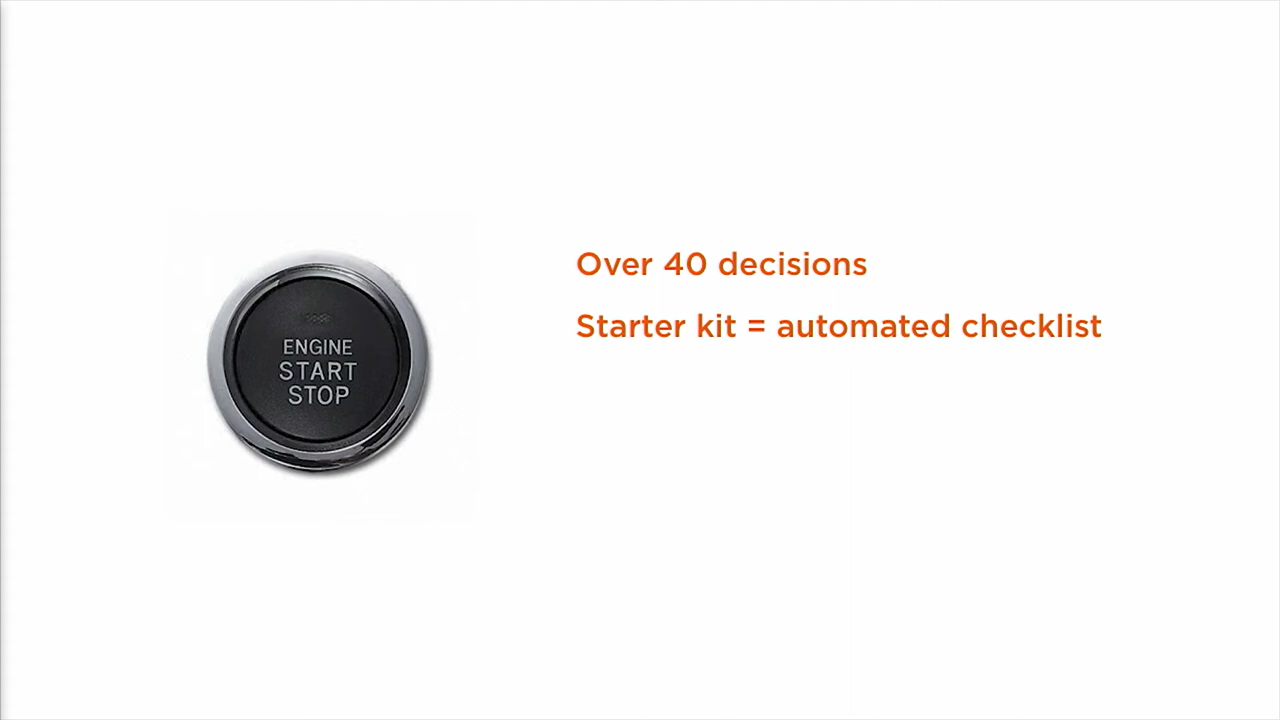 ENGINE
START
STOP
Over 40 decisions
Starter kit = automated checklist